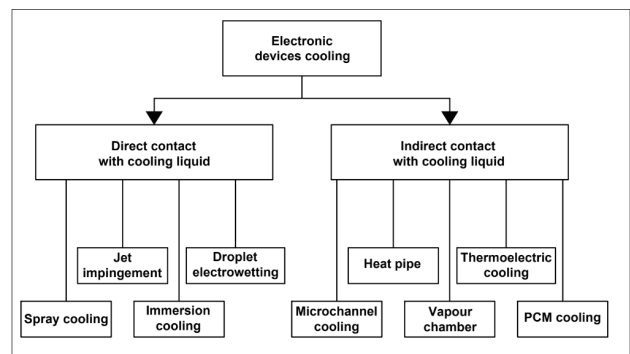 Electronic
devices cooling
Direct contact
with cooling liquid
Indirect contact
with cooling liquid
Jet
impingement
Droplet
electrowetting
Heat pipe
Thermoelectric
cooling
Spray cooling
Immersion
cooling
Microchannel
cooling
Vapour
chamber
PCM cooling